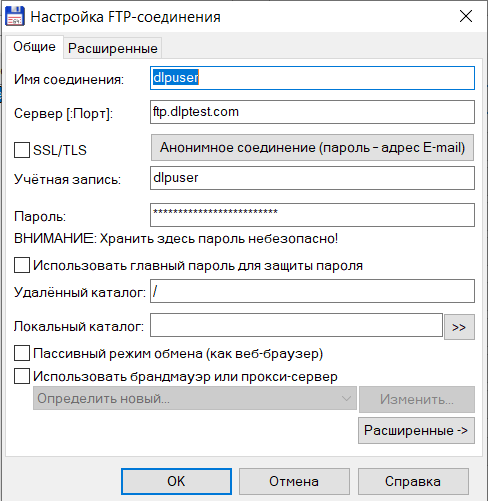 Настройка FTP-соединения
Общие Расширенные
Имя соединения: dlpuser
Сервер [:Порт]: ftp.dlptest.com
SSL/TLS Анонимное соединение (пароль – адрес E-mail)
Учётная запись: dlpuser
Пароль: *************************
ВНИМАНИЕ: Хранить здесь пароль небезопасно!
Использовать главный пароль для защиты пароля
Удалённый каталог: /
Локальный каталог: >>
Пассивный режим обмена (как веб-браузер)
Использовать брандмауэр или прокси-сервер
Определить новый... Изменить...
Расширенные ->
OK Отмена Справка